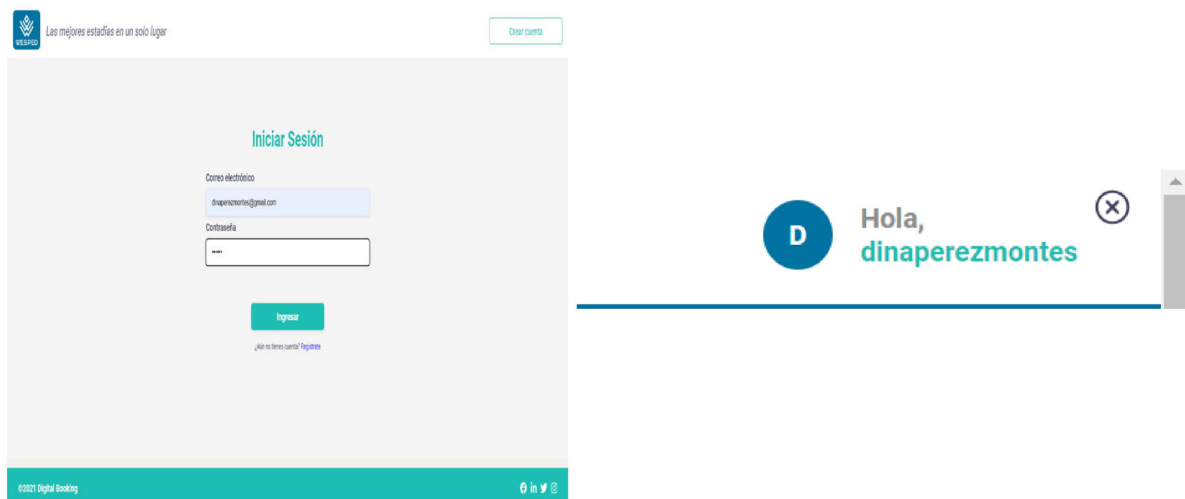 WESPED
Las mejores estadías en un solo lugar
Crear cuenta
Iniciar Sesión
Correo electrónico
dinaperezmontes@gmail.com
Contraseña
Ingresar
¿Aún no tienes cuenta? Registrate
©2021 Digital Booking
D
Hola,
dinaperezmontes